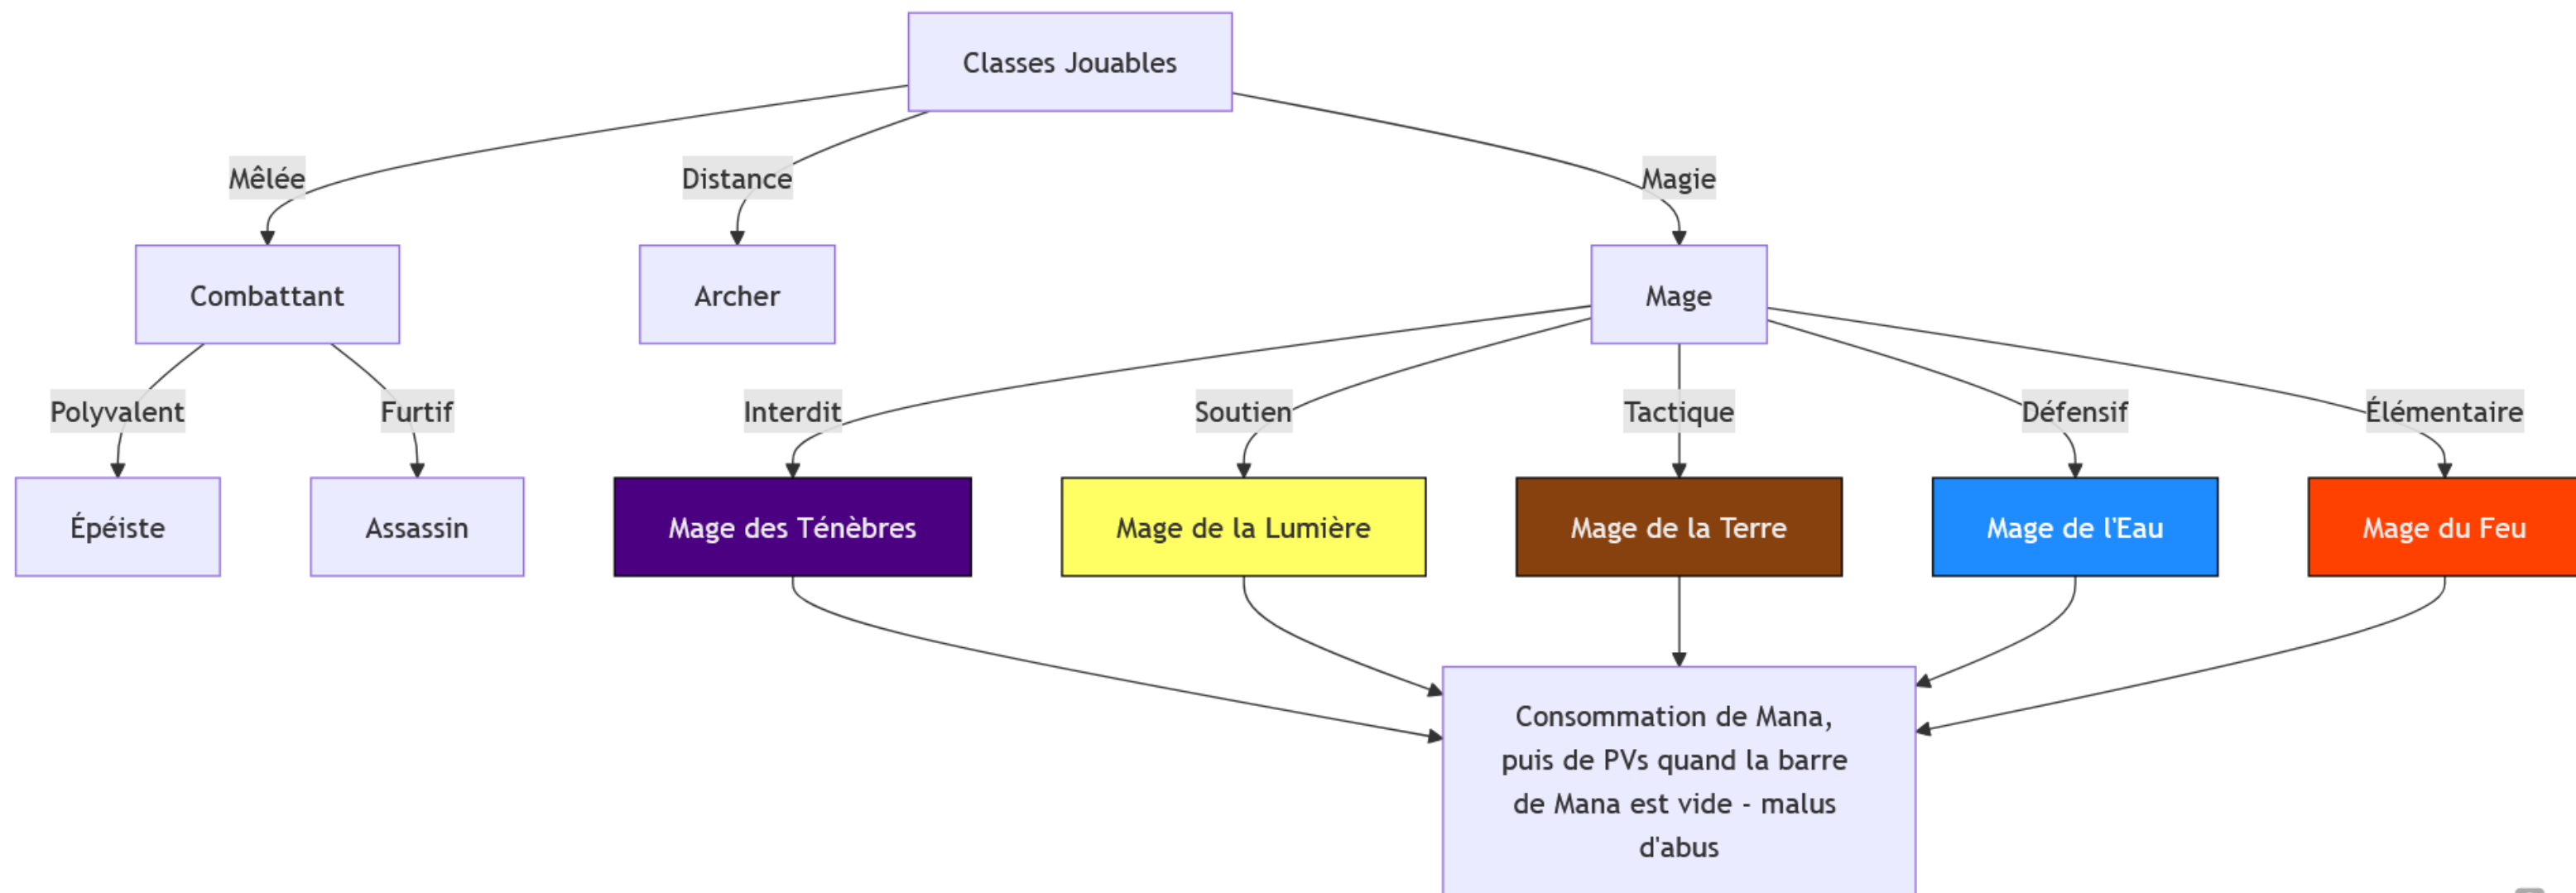 Classes Jouables
Mêlée
Distance
Magie
Combattant
Archer
Mage
Polyvalent
Furtif
Interdit
Soutien
Tactique
Défensif
Élémentaire
Épéiste
Assassin
Mage des Ténèbres
Mage de la Lumière
Mage de la Terre
Mage de l'Eau
Mage du Feu
Consommation de Mana,
puis de PVs quand la barre
de Mana est vide - malus
d'abus